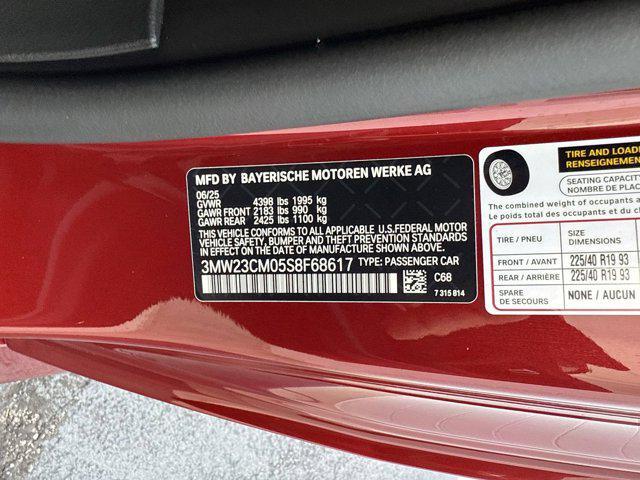 MFD BY BAYERISCHE MOTOREN WERKE AG
06/25
GVWR 4398 lbs 1995 kg
GAWR FRONT 2183 lbs 990 kg
GAWR REAR 2425 lbs 1100 kg
THIS VEHICLE CONFORMS TO ALL APPLICABLE U.S.FEDERAL MOTOR
VEHICLE SAFETY, BUMPER AND THEFT PREVENTION STANDARDS
IN EFFECT ON THE DATE OF MANUFACTURE SHOWN ABOVE.
3MW23CM05S8F68617 TYPE: PASSENGER CAR
C68
7 315 814
TIRE AND LOAD
RENSEIGNEMEN
SEATING CAPACITY
NOMBRE DE PLAC
The combined weight of occupants a
Le poids total des occupants et du ch
TIRE / PNEU SIZE
DIMENSIONS
FRONT / AVANT 225/40 R19 93
REAR / ARRIÈRE 225/40 R19 93
SPARE
DE SECOURS NONE / AUCUN